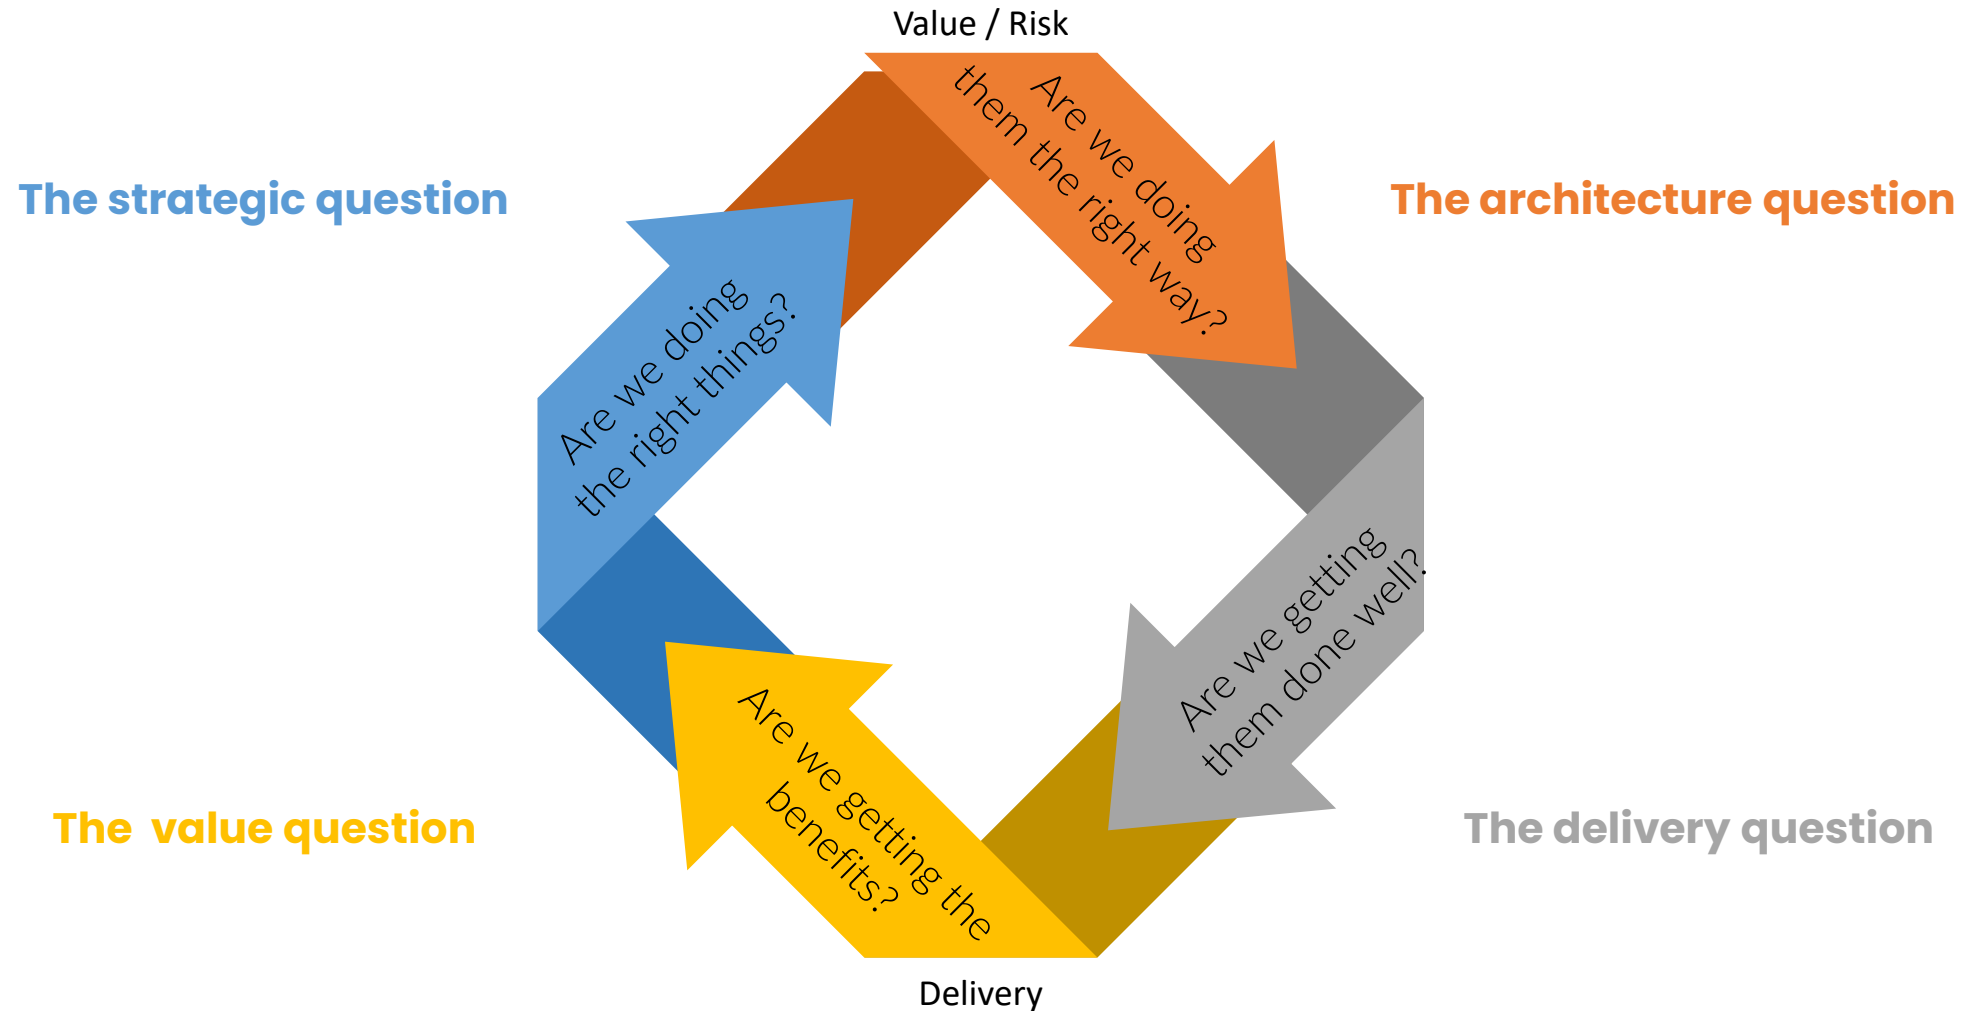 Value / Risk
The strategic question
Are we doing
the right things?
Are we doing
them the right way?
The architecture question
The value question
Are we getting the
benefits?
Are we getting
them done well?
The delivery question
Delivery